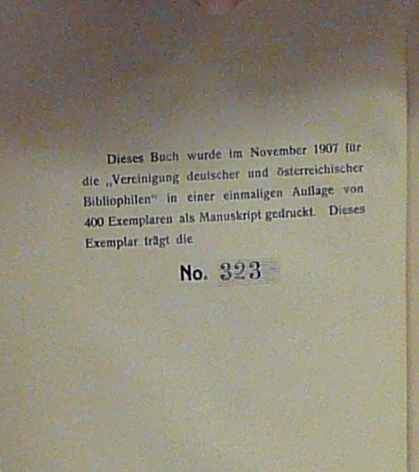 Dieses Buch wurde im November 1907 für
die „Vereinigung deutscher und österreichischer
Bibliophilen“ in einer einmaligen Auflage von
400 Exemplaren als Manuskript gedruckt. Dieses
Exemplar trägt die
No. 323